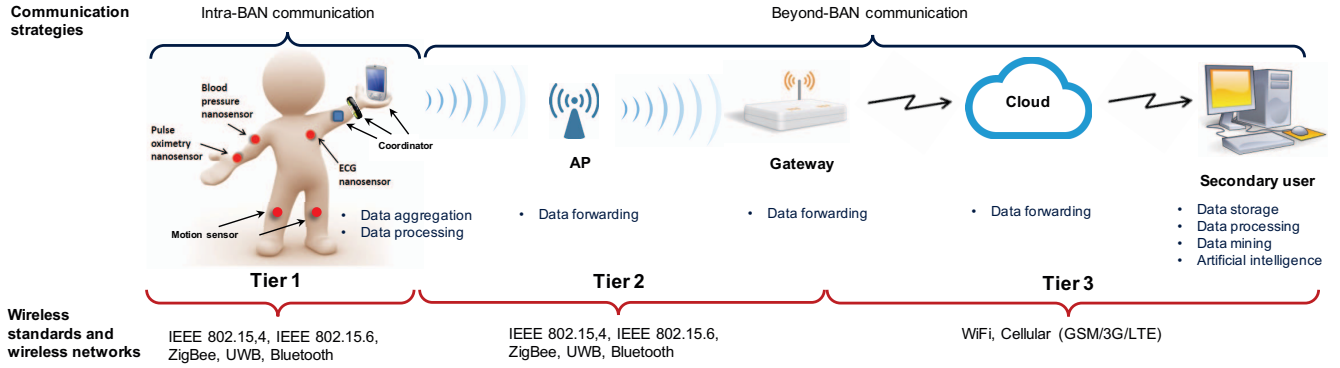 Communication
strategies
Intra-BAN communication
Beyond-BAN communication
Blood
pressure
nanosensor
Pulse
oximetry
nanosensor
Coordinator
ECG
nanosensor
Motion sensor
• Data aggregation
• Data processing
AP
• Data forwarding
Gateway
• Data forwarding
Cloud
• Data forwarding
Secondary user
• Data storage
• Data processing
• Data mining
• Artificial intelligence
Tier 1
Tier 2
Tier 3
Wireless
standards and
wireless networks
IEEE 802.15,4, IEEE 802.15.6,
ZigBee, UWB, Bluetooth
IEEE 802.15,4, IEEE 802.15.6,
ZigBee, UWB, Bluetooth
WiFi, Cellular (GSM/3G/LTE)